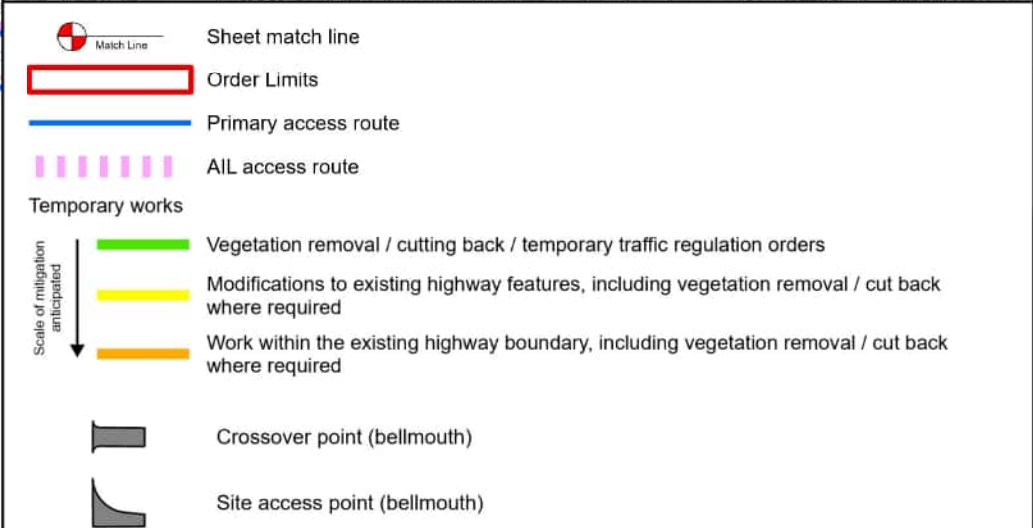 Match Line
Sheet match line
Order Limits
Primary access route
AIL access route
Temporary works
Scale of mitigation
anticipated
Vegetation removal / cutting back / temporary traffic regulation orders
Modifications to existing highway features, including vegetation removal / cut back
where required
Work within the existing highway boundary, including vegetation removal / cut back
where required
Crossover point (bellmouth)
Site access point (bellmouth)